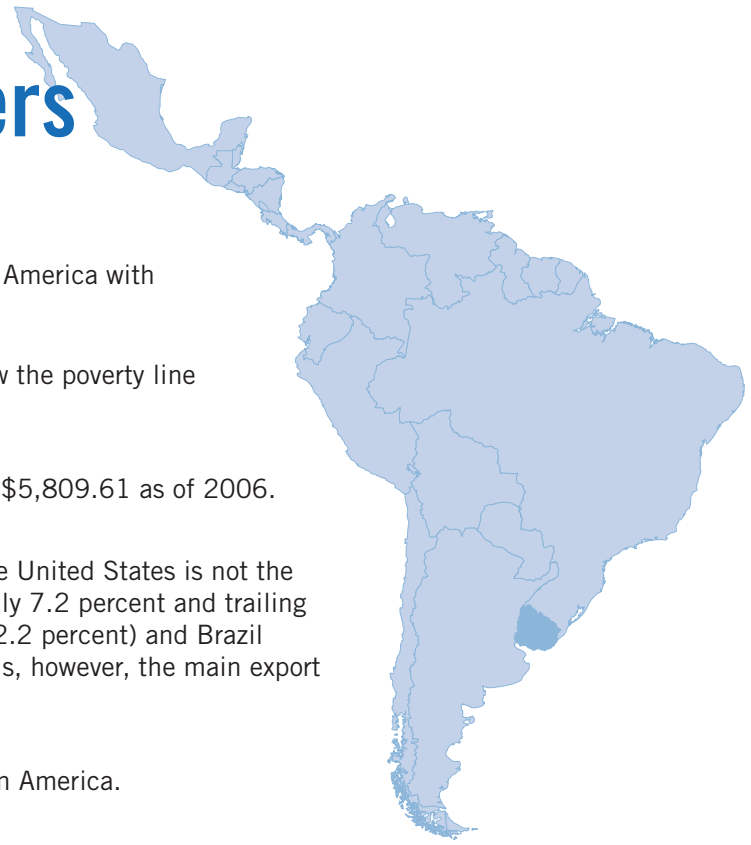 ers
America with
the poverty line
$5,809.61 as of 2006.
United States is not the
7.2 percent and trailing
2.2 percent) and Brazil
s, however, the main export
America.